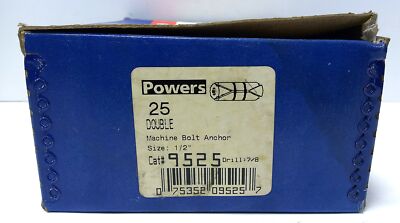 Powers
25
DOUBLE
Machine Bolt Anchor
Size: 1/2"
Cat# 9525 Drill:7/8
0 75352 09525 7